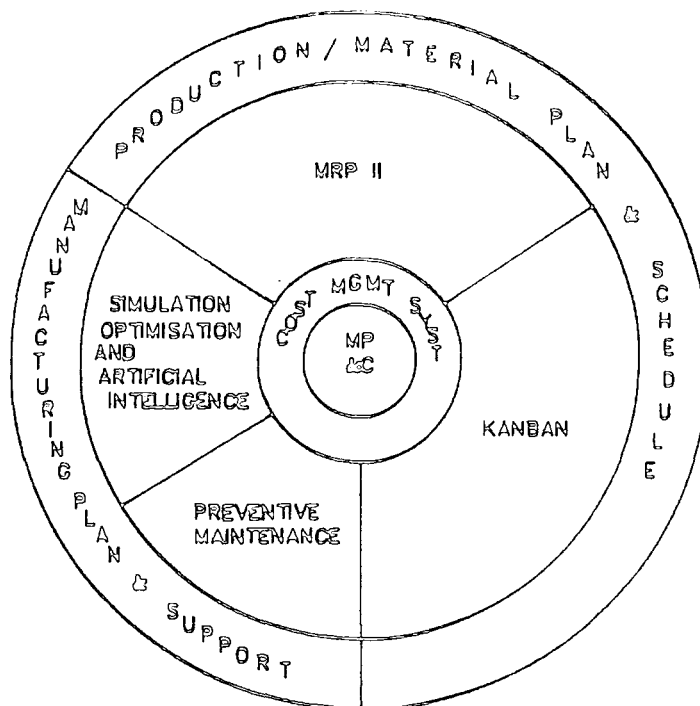 PRODUCTION/MATERIAL PLAN & SCHEDULE
MRP II
MANUFACTURING PLAN & SUPPORT
COST MGMT SYST
SIMULATION
OPTIMISATION
AND
ARTIFICIAL
INTELLIGENCE
MP
&C
KANBAN
PREVENTIVE
MAINTENANCE